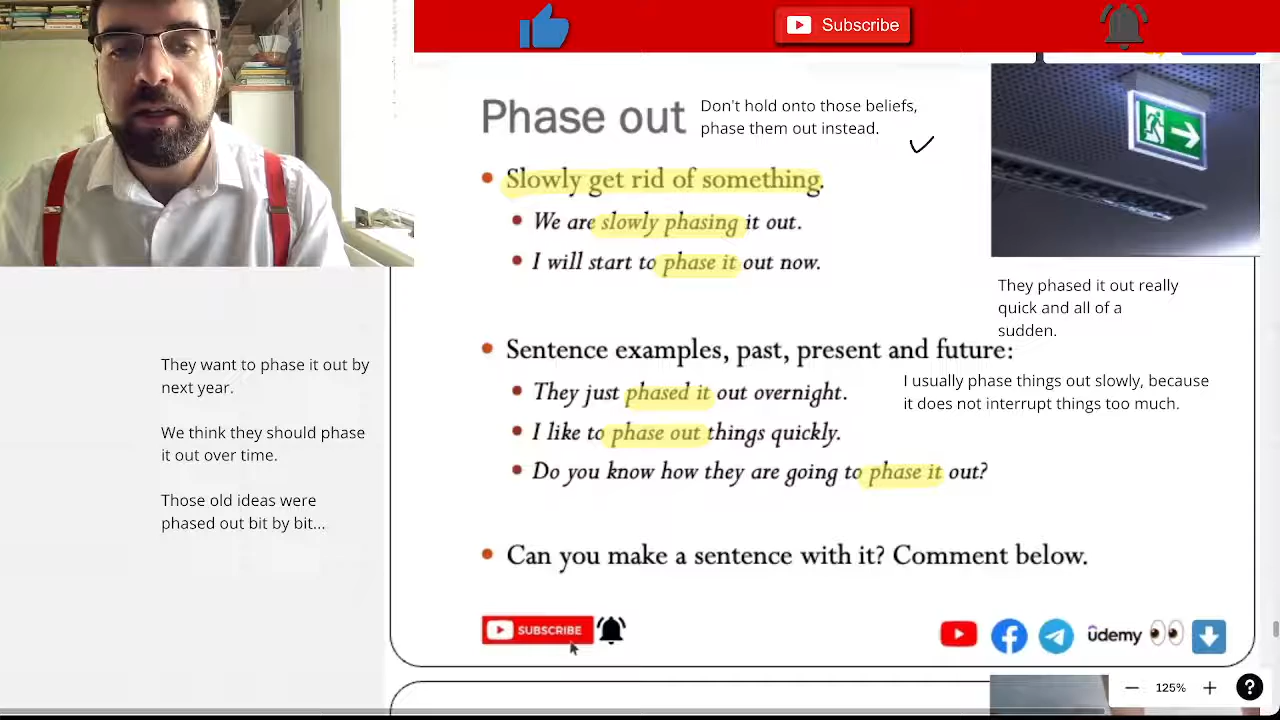 Subscribe
Phase out
Don't hold onto those beliefs,
phase them out instead.
Slowly get rid of something.
We are slowly phasing it out.
I will start to phase it out now.
They phased it out really
quick and all of a
sudden.
They want to phase it out by
next year.
We think they should phase
it out over time.
Those old ideas were
phased out bit by bit...
Sentence examples, past, present and future:
They just phased it out overnight.
I like to phase out things quickly.
Do you know how they are going to phase it out?
I usually phase things out slowly, because
it does not interrupt things too much.
Can you make a sentence with it? Comment below.
SUBSCRIBE
ûdemy
125%
?